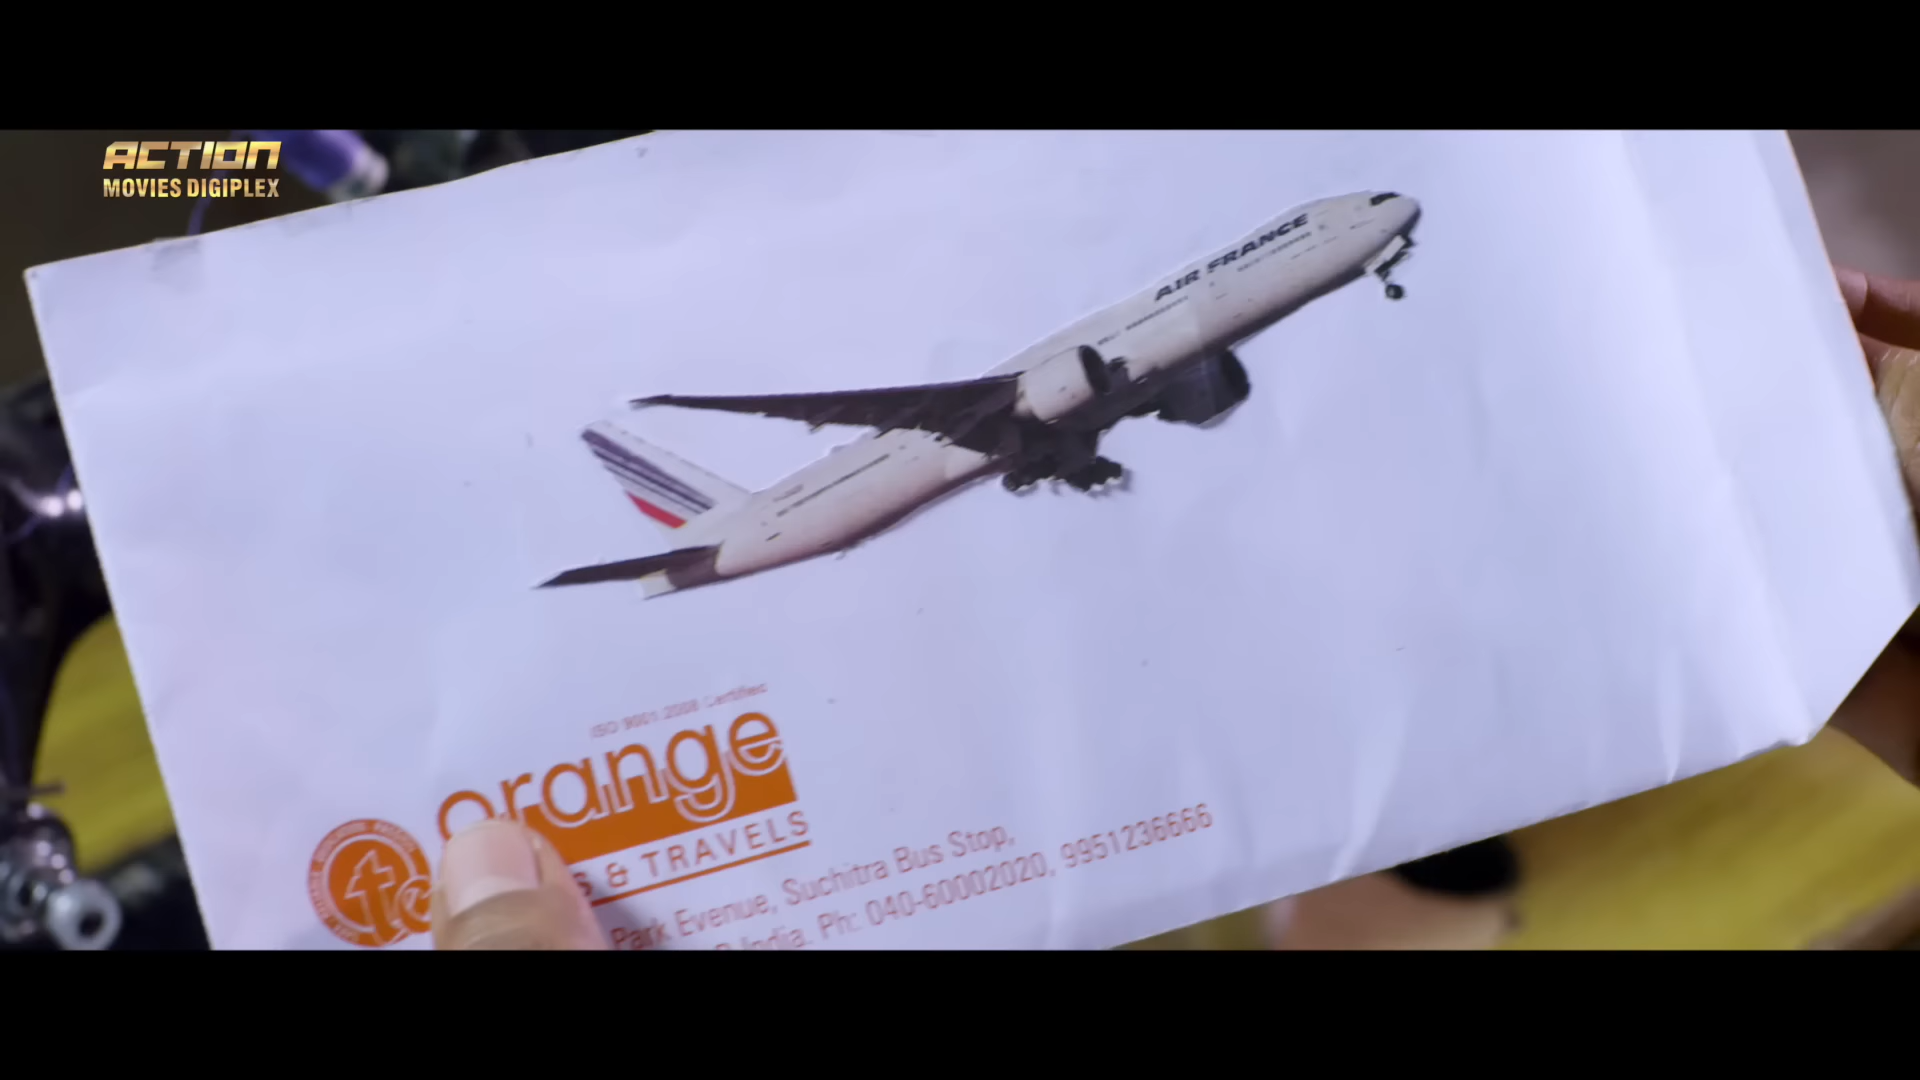 ACTION
MOVIES DIGIPLEX
AIR FRANCE
ISO 9001:2008 Certified
orange
S & TRAVELS
Park Evenue, Suchitra Bus Stop,
India. Ph: 040-60002020, 9951236666